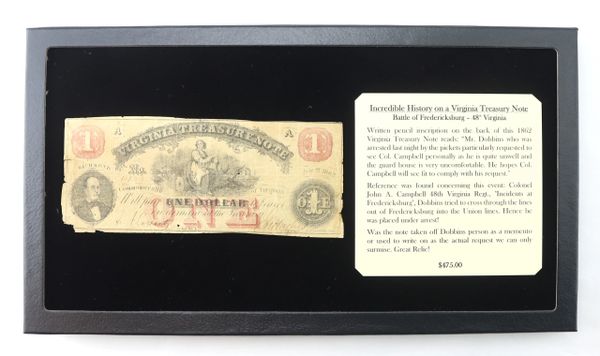 1 A VIRGINIA TREASURY NOTE A 1
No.
ONE DOLLAR
ONE
Incredible History on a Virginia Treasury Note
Battle of Fredericksburg - 48" Virginia
Written pencil inscription on the back of this 1862
Virginia Treasury Note reads: "Mr. Dobbins who was
arrested last night by the pickets particularly requested to
see Col. Campbell personally as he is quite unwell and
the guard house is very uncomfortable. He hopes Col.
Campbell will see fit to comply with his request."
Reference was found concerning this event: Colonel
John A. Campbell 48th Virginia Regi., "Incidents at
Fredericksburg", Dobbins tried to cross through the lines
out of Fredericksburg into the Union lines. Hence he
was placed under arrest!
Was the note taken off Dobbins person as a memento
or used to write on as the actual request we can only
surmise. Great Relic!
$475.00